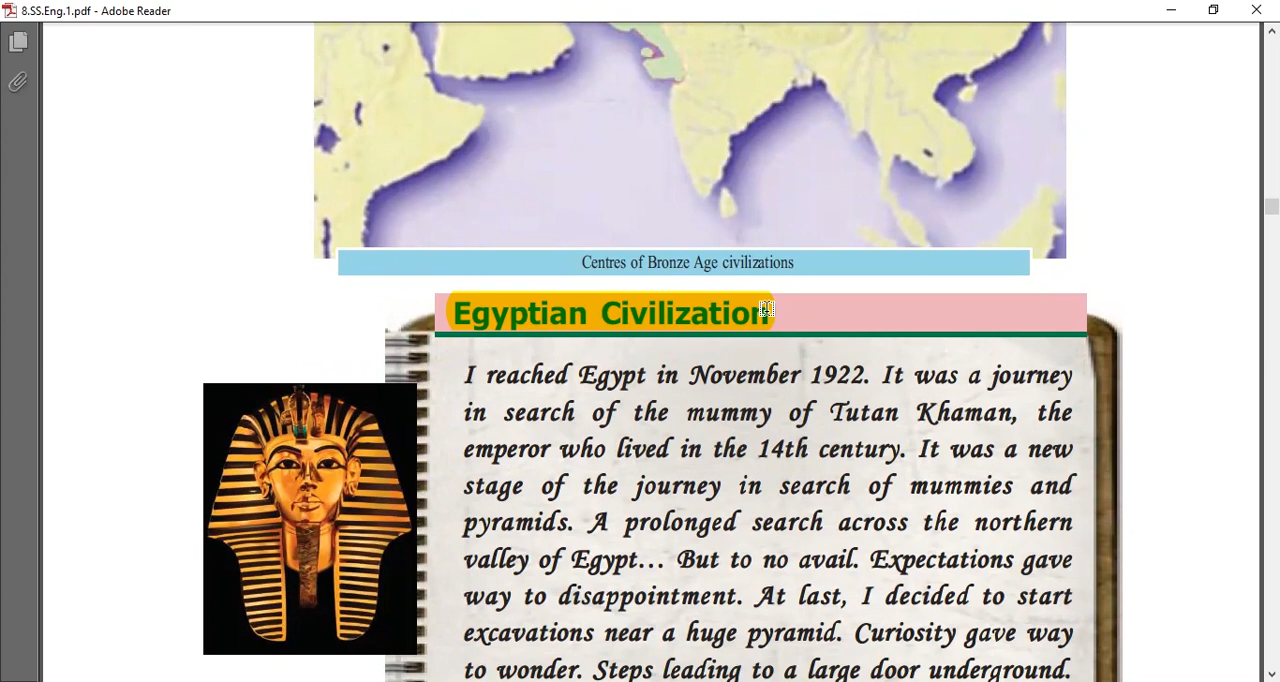 8.SS.Eng.1.pdf - Adobe Reader
Centres of Bronze Age civilizations
Egyptian Civilization
I reached Egypt in November 1922. It was a journey
in search of the mummy of Tutan Khaman, the
emperor who lived in the 14th century. It was a new
stage of the journey in search of mummies and
pyramids. A prolonged search across the northern
valley of Egypt... But to no avail. Expectations gave
way to disappointment. At last, I decided to start
excavations near a huge pyramid. Curiosity gave way
to wonder. Steps leading to a large door underground.